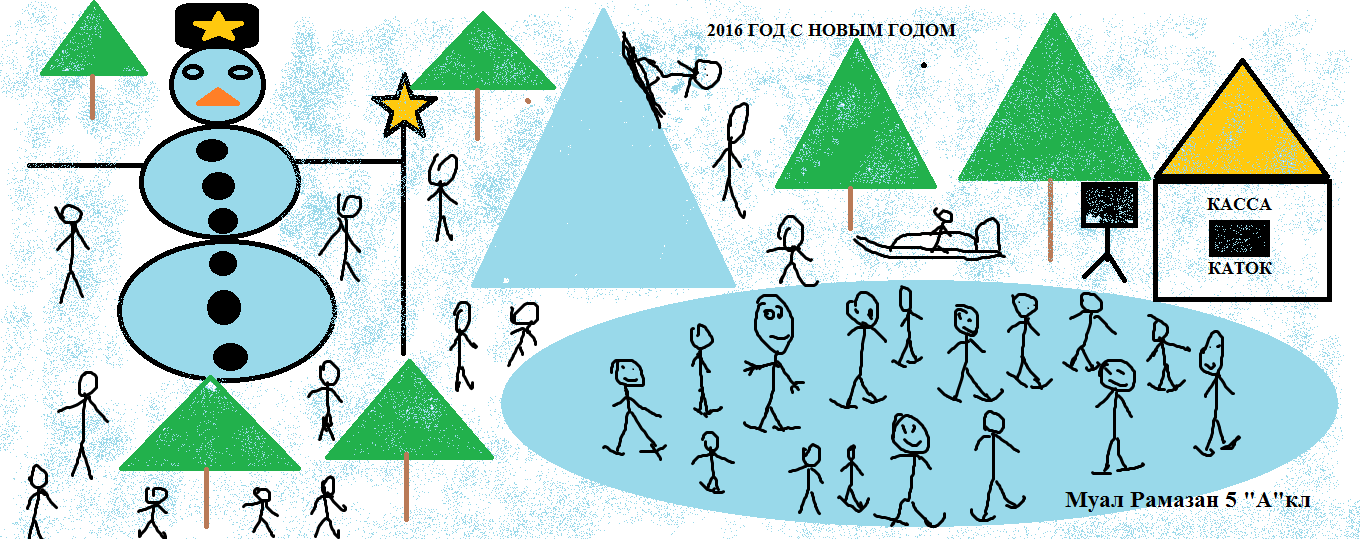 2016 ГОД С НОВЫМ ГОДОМ
КАССА
КАТОК
Муал Рамазан 5 "А"кл